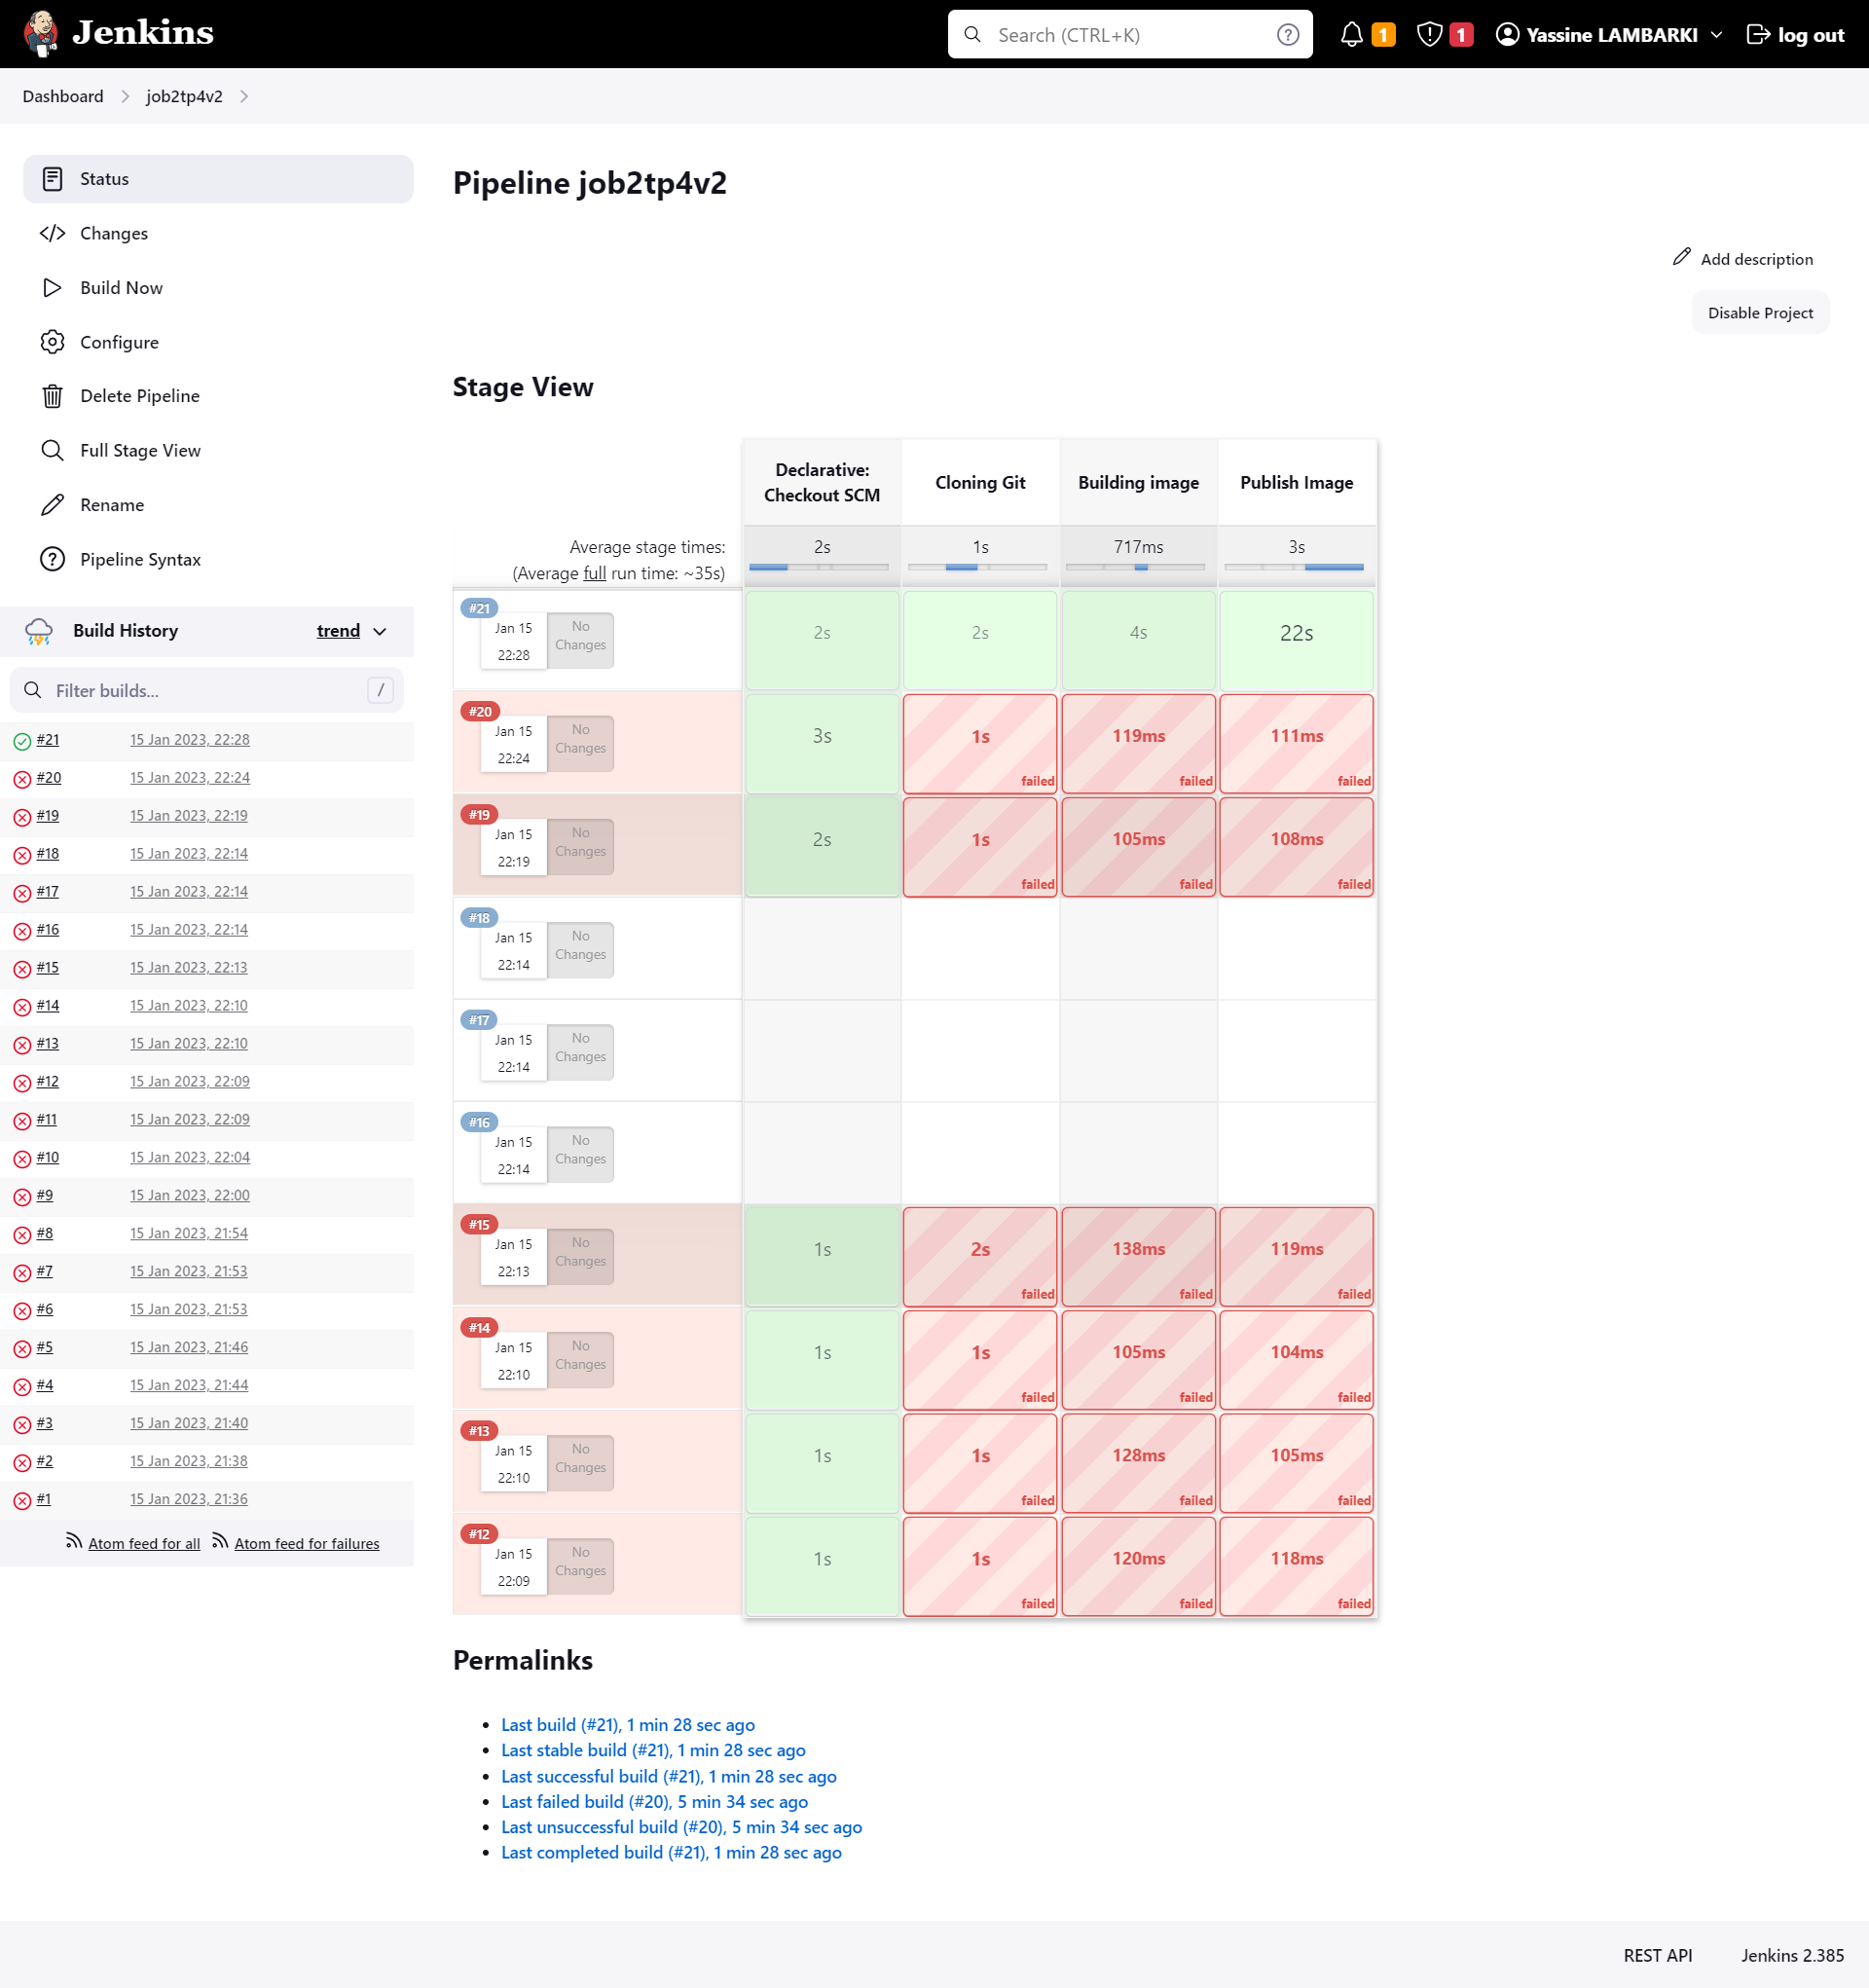 Jenkins
Search (CTRL+K)
?
1
1
Yassine LAMBARKI
log out
Dashboard
job2tp4v2
Status
Changes
Build Now
Configure
Delete Pipeline
Full Stage View
Rename
Pipeline Syntax
Build History
trend
Filter builds...
/
#21 15 Jan 2023, 22:28
#20 15 Jan 2023, 22:24
#19 15 Jan 2023, 22:19
#18 15 Jan 2023, 22:14
#17 15 Jan 2023, 22:14
#16 15 Jan 2023, 22:14
#15 15 Jan 2023, 22:13
#14 15 Jan 2023, 22:10
#13 15 Jan 2023, 22:10
#12 15 Jan 2023, 22:09
#11 15 Jan 2023, 22:09
#10 15 Jan 2023, 22:04
#9 15 Jan 2023, 22:00
#8 15 Jan 2023, 21:54
#7 15 Jan 2023, 21:53
#6 15 Jan 2023, 21:53
#5 15 Jan 2023, 21:46
#4 15 Jan 2023, 21:44
#3 15 Jan 2023, 21:40
#2 15 Jan 2023, 21:38
#1 15 Jan 2023, 21:36
Atom feed for all Atom feed for failures
Pipeline job2tp4v2
Add description
Disable Project
Stage View
Declarative:
Checkout SCM
Cloning Git
Building image
Publish Image
Average stage times:
(Average full run time: ~35s)
2s 1s 717ms 3s
#21
Jan 15
22:28
No
Changes
2s 2s 4s 22s
#20
Jan 15
22:24
No
Changes
3s 1s 119ms 111ms
failed failed failed
#19
Jan 15
22:19
No
Changes
2s 1s 105ms 108ms
failed failed failed
#18
Jan 15
22:14
No
Changes
#17
Jan 15
22:14
No
Changes
#16
Jan 15
22:14
No
Changes
#15
Jan 15
22:13
No
Changes
1s 2s 138ms 119ms
failed failed failed
#14
Jan 15
22:10
No
Changes
1s 1s 105ms 104ms
failed failed failed
#13
Jan 15
22:10
No
Changes
1s 1s 128ms 105ms
failed failed failed
#12
Jan 15
22:09
No
Changes
1s 1s 120ms 118ms
failed failed failed
Permalinks
Last build (#21), 1 min 28 sec ago
Last stable build (#21), 1 min 28 sec ago
Last successful build (#21), 1 min 28 sec ago
Last failed build (#20), 5 min 34 sec ago
Last unsuccessful build (#20), 5 min 34 sec ago
Last completed build (#21), 1 min 28 sec ago
REST API
Jenkins 2.385